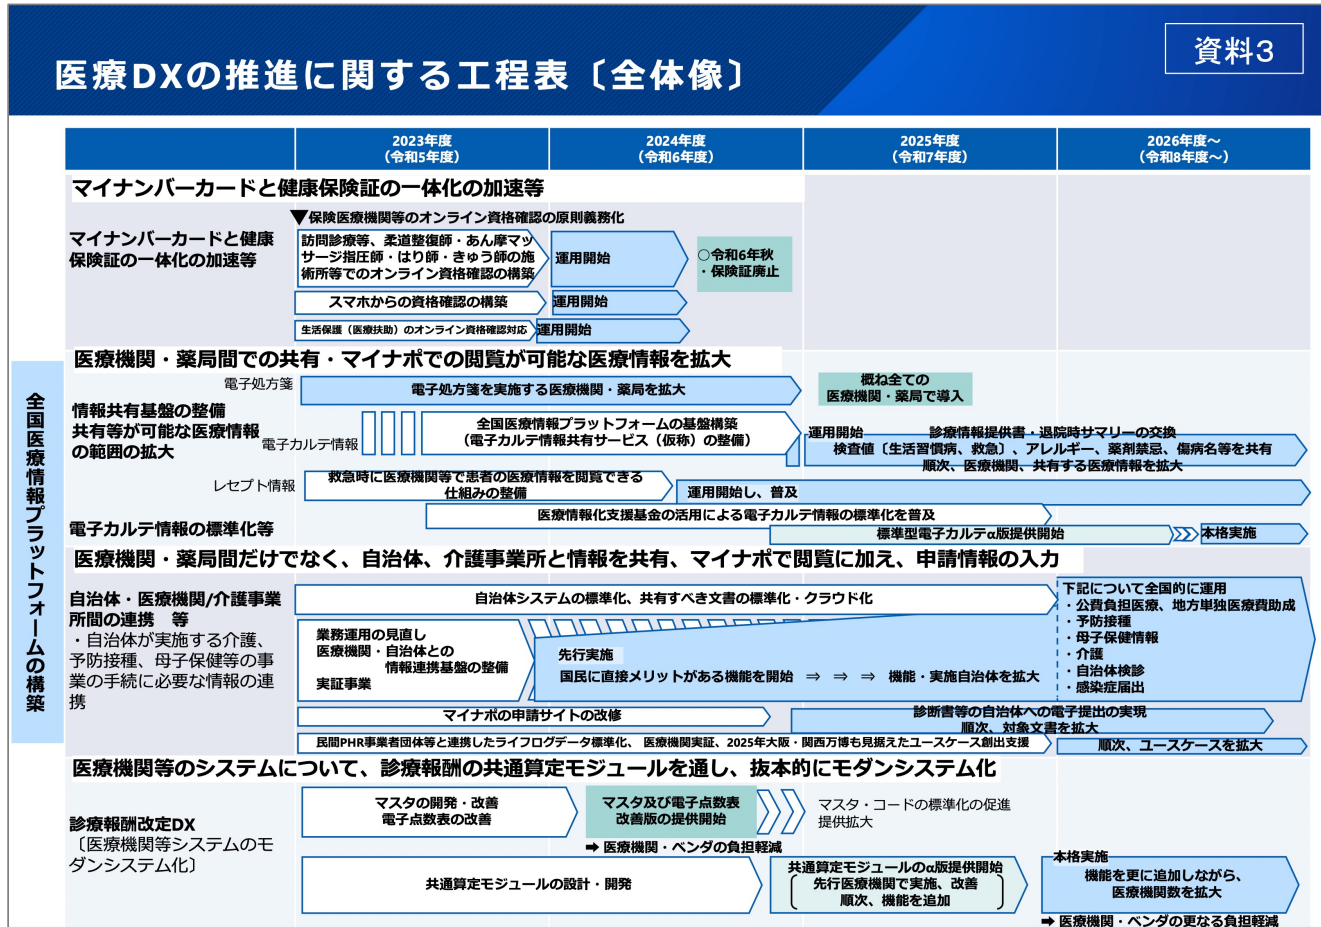 医療DXの推進に関する工程表〔全体像〕
資料3
2023年度
（令和5年度）
2024年度
（令和6年度）
2025年度
（令和7年度）
2026年度～
（令和8年度～）
マイナンバーカードと健康保険証の一体化の加速等
▼保険医療機関等のオンライン資格確認の原則義務化
マイナンバーカードと健康
保険証の一体化の加速等
訪問診療等、柔道整復師・あん摩マッ
サージ指圧師・はり師・きゅう師の施
術所等でのオンライン資格確認の構築
運用開始
○令和6年秋
・保険証廃止
スマホからの資格確認の構築
運用開始
生活保護（医療扶助）のオンライン資格確認対応
運用開始
全国医療情報プラットフォームの構築
医療機関・薬局間での共有・マイナポでの閲覧が可能な医療情報を拡大
電子処方箋
電子処方箋を実施する医療機関・薬局を拡大
概ね全ての
医療機関・薬局で導入
情報共有基盤の整備
共有等が可能な医療情報
の範囲の拡大
電子カルテ情報
全国医療情報プラットフォームの基盤構築
（電子カルテ情報共有サービス（仮称）の整備）
運用開始
診療情報提供書・退院時サマリーの交換
検査値〔生活習慣病、救急〕、アレルギー、薬剤禁忌、傷病名等を共有
順次、医療機関、共有する医療情報を拡大
レセプト情報
救急時に医療機関等で患者の医療情報を閲覧できる
仕組みの整備
運用開始し、普及
電子カルテ情報の標準化等
医療情報化支援基金の活用による電子カルテ情報の標準化を普及
標準型電子カルテα版提供開始
本格実施
医療機関・薬局間だけでなく、自治体、介護事業所と情報を共有、マイナポで閲覧に加え、申請情報の入力
自治体・医療機関/介護事業
所間の連携　等
・自治体が実施する介護、
予防接種、母子保健等の事
業の手続に必要な情報の連
携
自治体システムの標準化、共有すべき文書の標準化・クラウド化
業務運用の見直し
医療機関・自治体との
情報連携基盤の整備
実証事業
先行実施
国民に直接メリットがある機能を開始　⇒　⇒　⇒　機能・実施自治体を拡大
下記について全国的に運用
・公費負担医療、地方単独医療費助成
・予防接種
・母子保健情報
・介護
・自治体検診
・感染症届出
マイナポの申請サイトの改修
診断書等の自治体への電子提出の実現
順次、対象文書を拡大
民間PHR事業者団体等と連携したライフログデータ標準化、医療機関実証、2025年大阪・関西万博も見据えたユースケース創出支援
順次、ユースケースを拡大
医療機関等のシステムについて、診療報酬の共通算定モジュールを通し、抜本的にモダンシステム化
診療報酬改定DX
〔医療機関等システムのモ
ダンシステム化〕
マスタの開発・改善
電子点数表の改善
マスタ及び電子点数表
改善版の提供開始
マスタ・コードの標準化の促進
提供拡大
➡ 医療機関・ベンダの負担軽減
共通算定モジュールの設計・開発
共通算定モジュールのα版提供開始
先行医療機関で実施、改善
順次、機能を追加
本格実施
機能を更に追加しながら、
医療機関数を拡大
➡ 医療機関・ベンダの更なる負担軽減